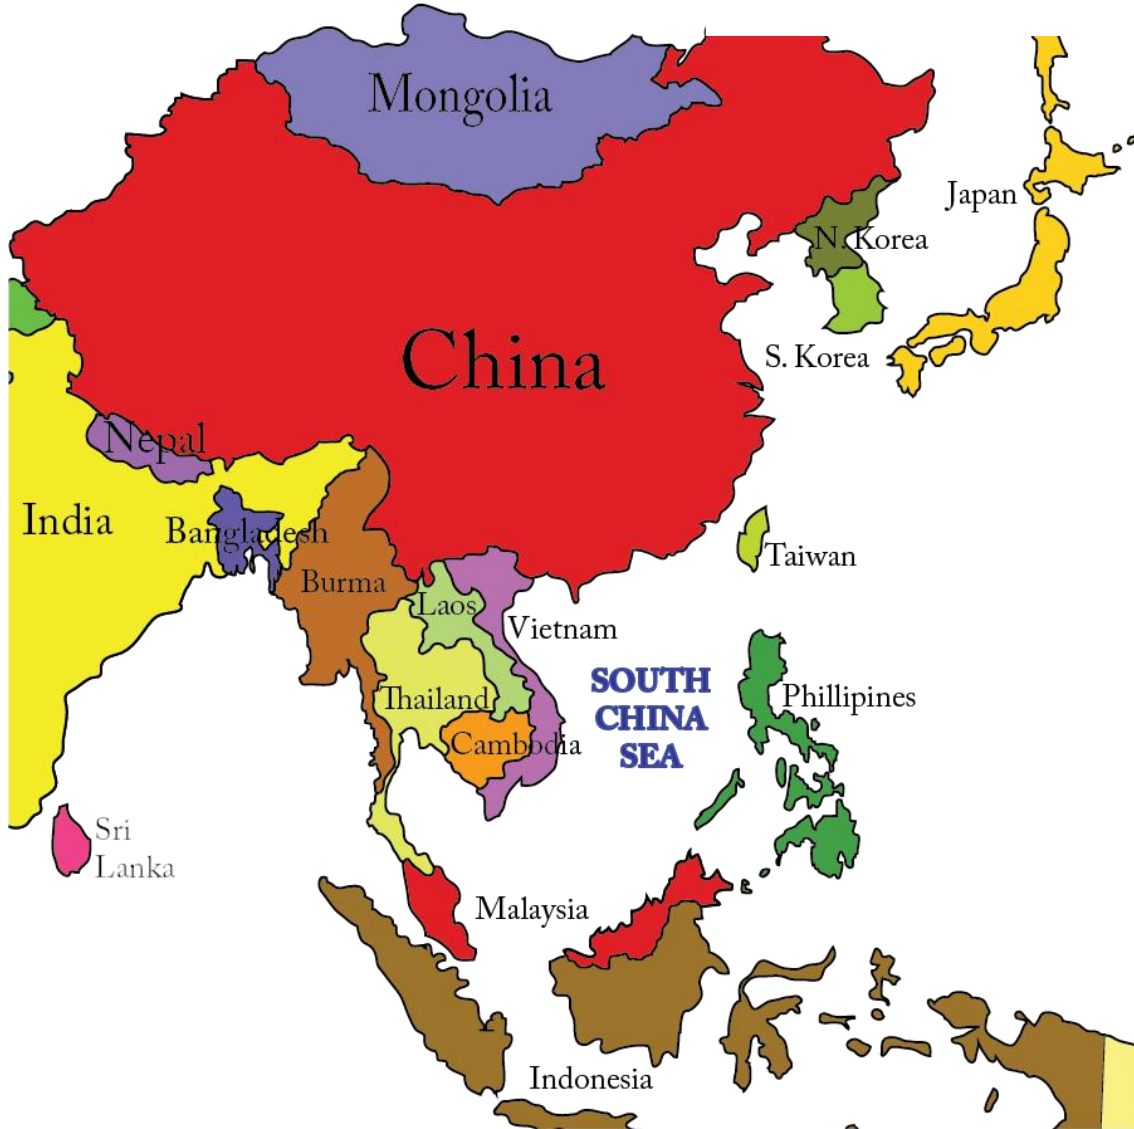 Mongolia
Japan
N. Korea
China
S. Korea
Nepal
India
Bangladesh
Taiwan
Burma
Laos
Vietnam
SOUTH
CHINA
SEA
Thailand
Phillipines
Cambodia
Sri
Lanka
Malaysia
Indonesia